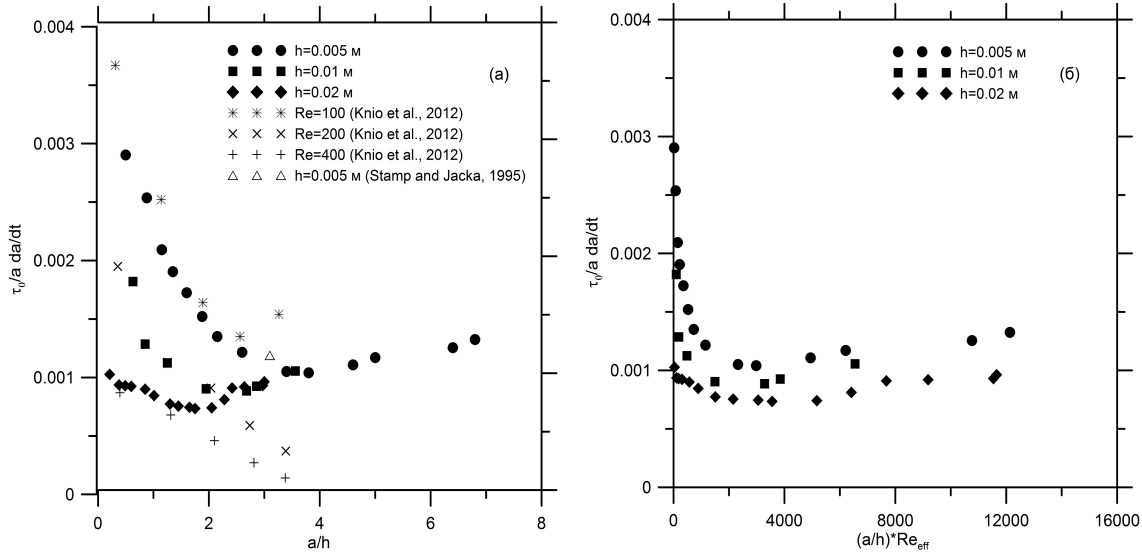 0.004
0.003
0.002
0.001
0
τ₀/a da/dt
h=0.005 м
h=0.01 м
h=0.02 м
Re=100 (Knio et al., 2012)
Re=200 (Knio et al., 2012)
Re=400 (Knio et al., 2012)
h=0.005 м (Stamp and Jacka, 1995)
(а)
0 2 4 6 8
a/h
0.004
0.003
0.002
0.001
0
τ₀/a da/dt
h=0.005 м
h=0.01 м
h=0.02 м
(б)
0 4000 8000 12000 16000
(a/h)*Reeff